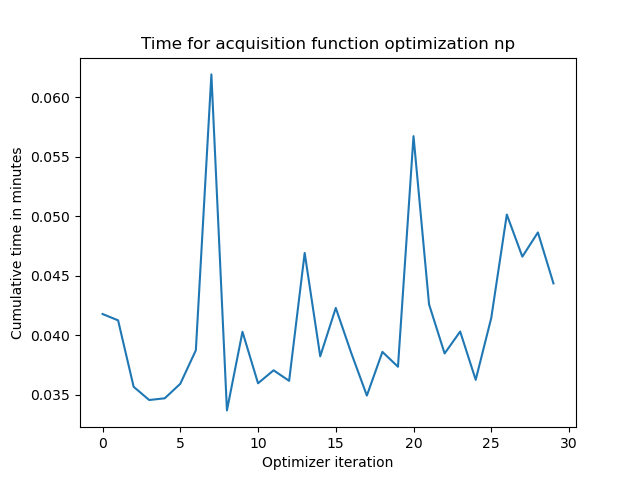 Time for acquisition function optimization np
Cumulative time in minutes
0.060
0.055
0.050
0.045
0.040
0.035
0 5 10 15 20 25 30
Optimizer iteration